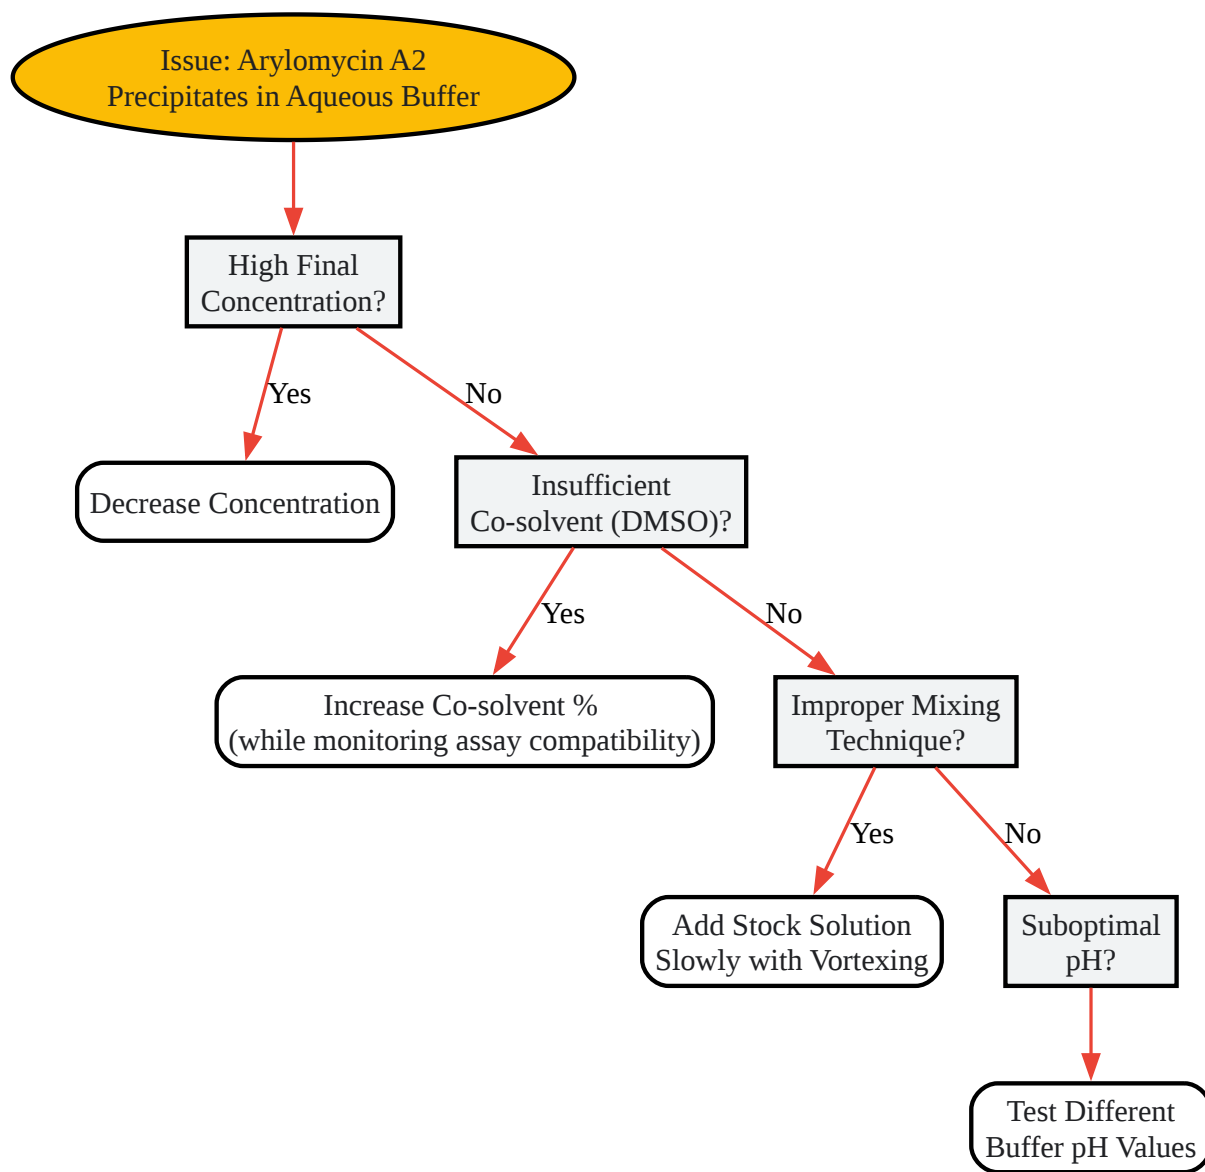 Issue: Arylomycin A2
Precipitates in Aqueous Buffer
High Final
Concentration?
Yes
No
Decrease Concentration
Insufficient
Co-solvent (DMSO)?
Yes
No
Increase Co-solvent %
(while monitoring assay compatibility)
Improper Mixing
Technique?
Yes
No
Add Stock Solution
Slowly with Vortexing
Suboptimal
pH?
Test Different
Buffer pH Values